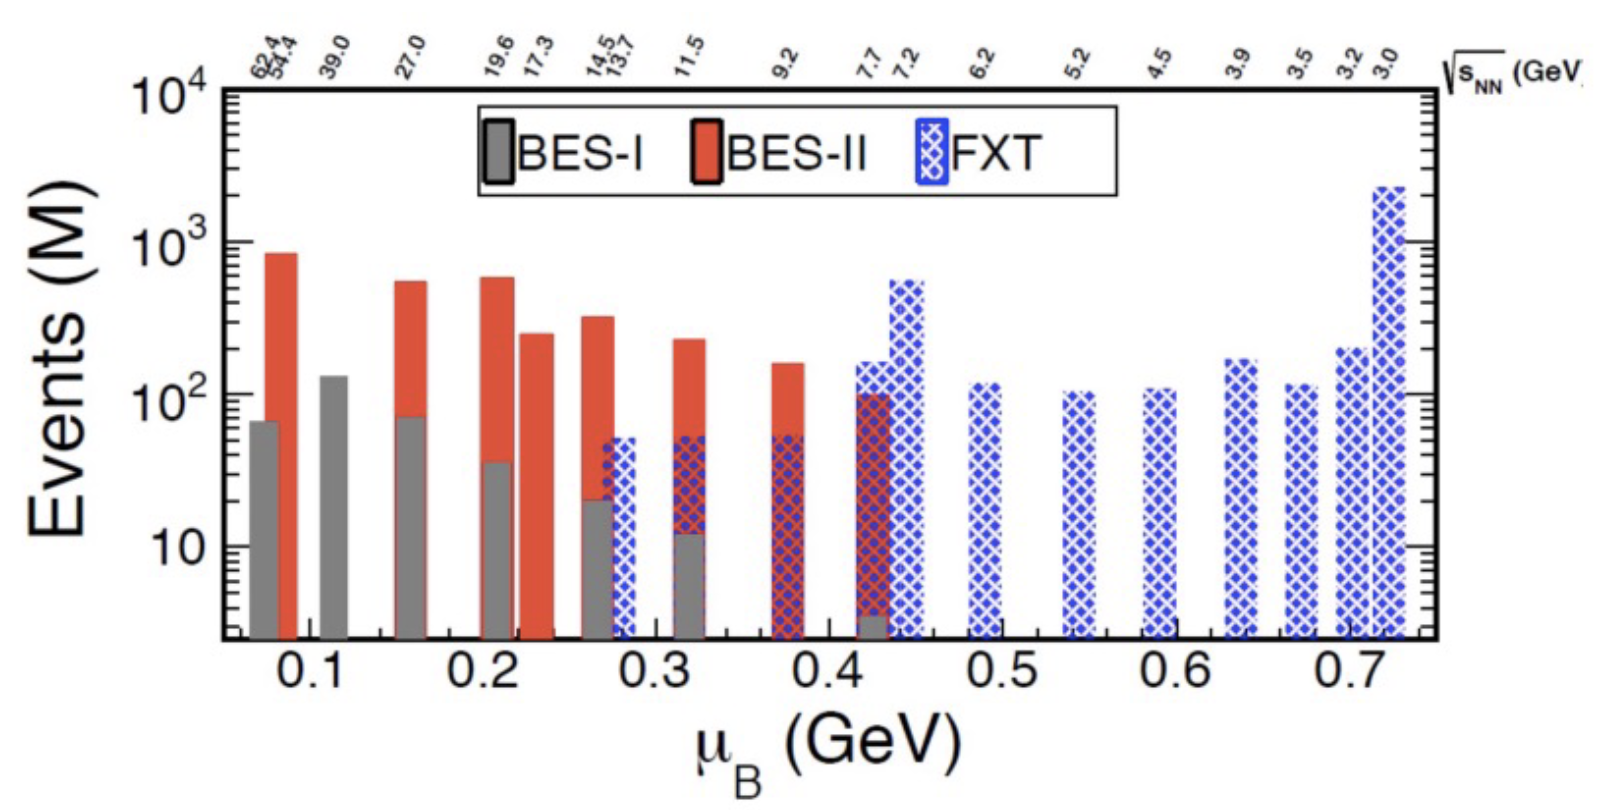 62.4 54.4 39.0 27.0 19.6 17.3 14.5 13.7 11.5 9.2 7.7 7.2 6.2 5.2 4.5 3.9 3.5 3.2 3.0 √sNN (GeV
10⁴
BES-I BES-II FXT
10³
10²
10
Events (M)
0.1 0.2 0.3 0.4 0.5 0.6 0.7
μB (GeV)